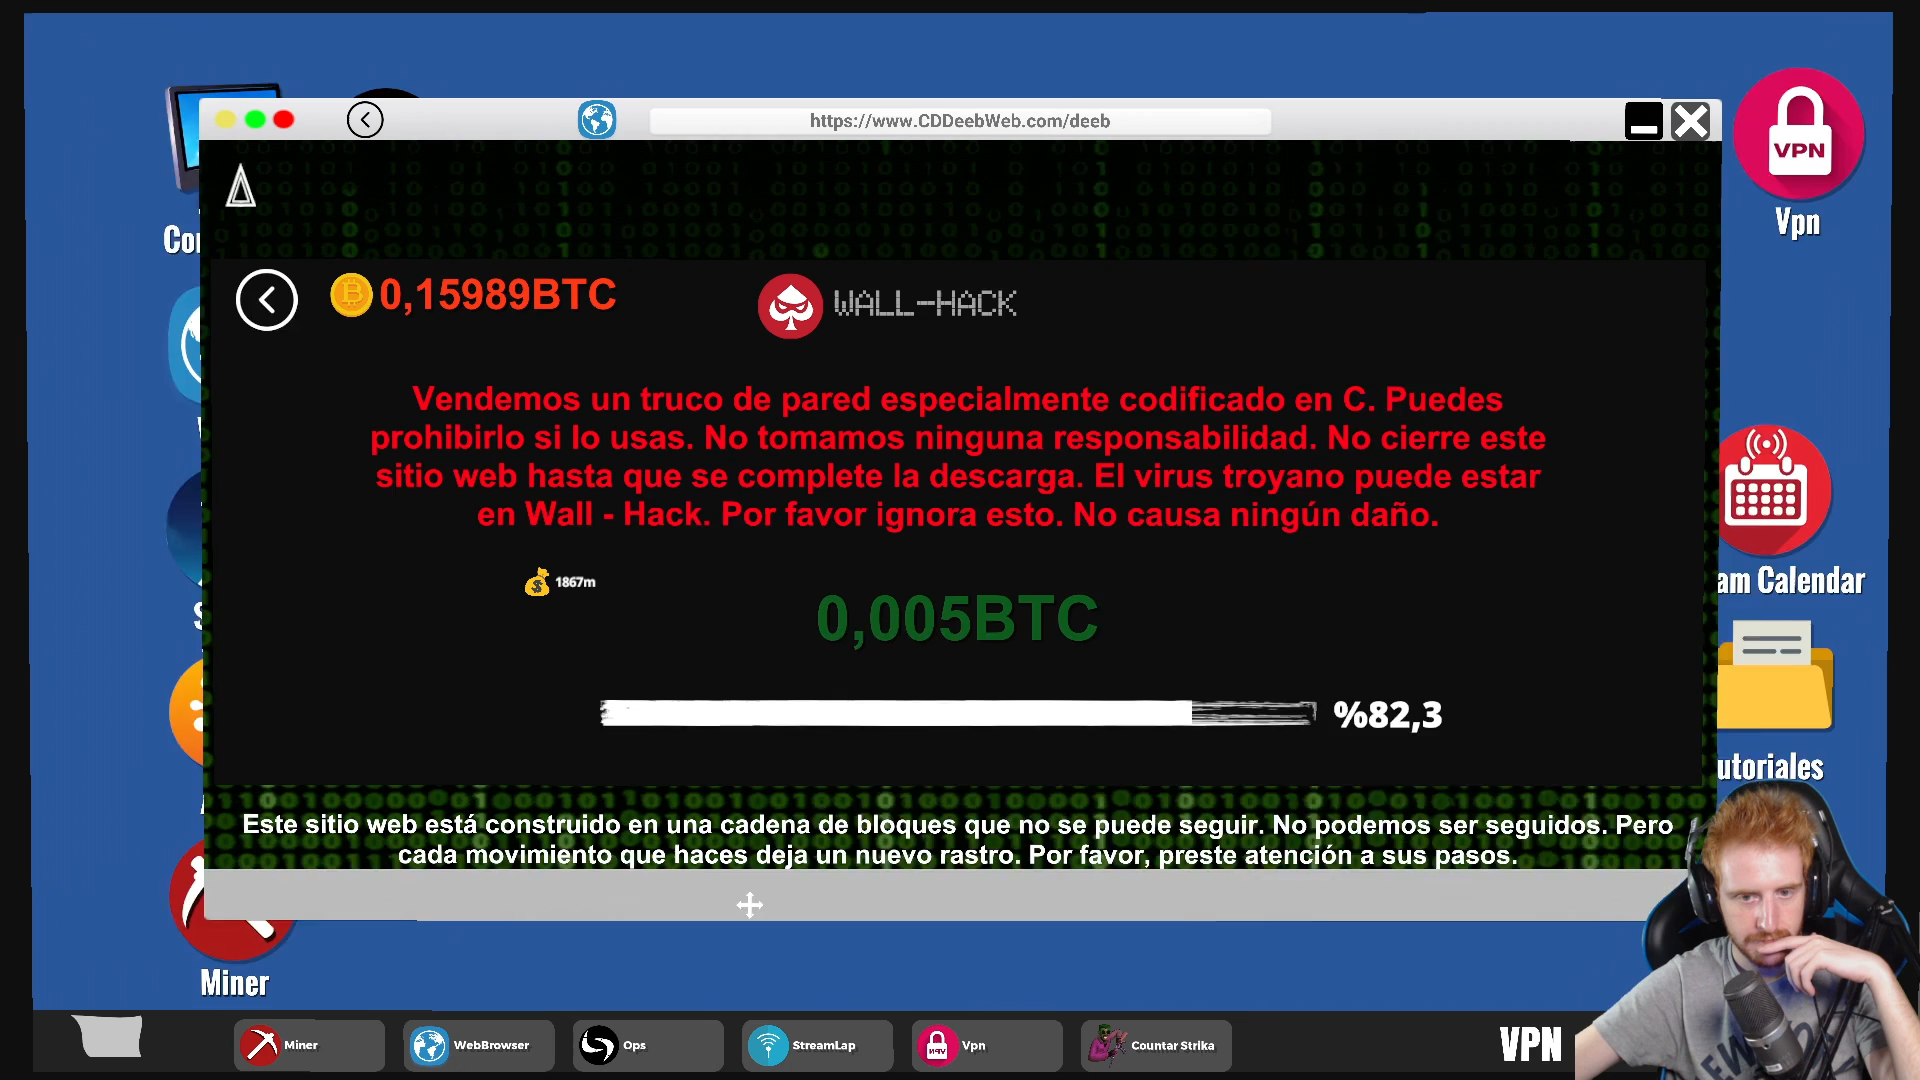 https://www.CDDeebWeb.com/deeb
VPN
Vpn
0,15989BTC
WALL-HACK
Vendemos un truco de pared especialmente codificado en C. Puedes
prohibirlo si lo usas. No tomamos ninguna responsabilidad. No cierre este
sitio web hasta que se complete la descarga. El virus troyano puede estar
en Wall - Hack. Por favor ignora esto. No causa ningún daño.
1867m
0,005BTC
%82,3
am Calendar
utoriales
Este sitio web está construido en una cadena de bloques que no se puede seguir. No podemos ser seguidos. Pero
cada movimiento que haces deja un nuevo rastro. Por favor, preste atención a sus pasos.
Miner
Miner
WebBrowser
Ops
StreamLap
Vpn
Countar Strika
VPN